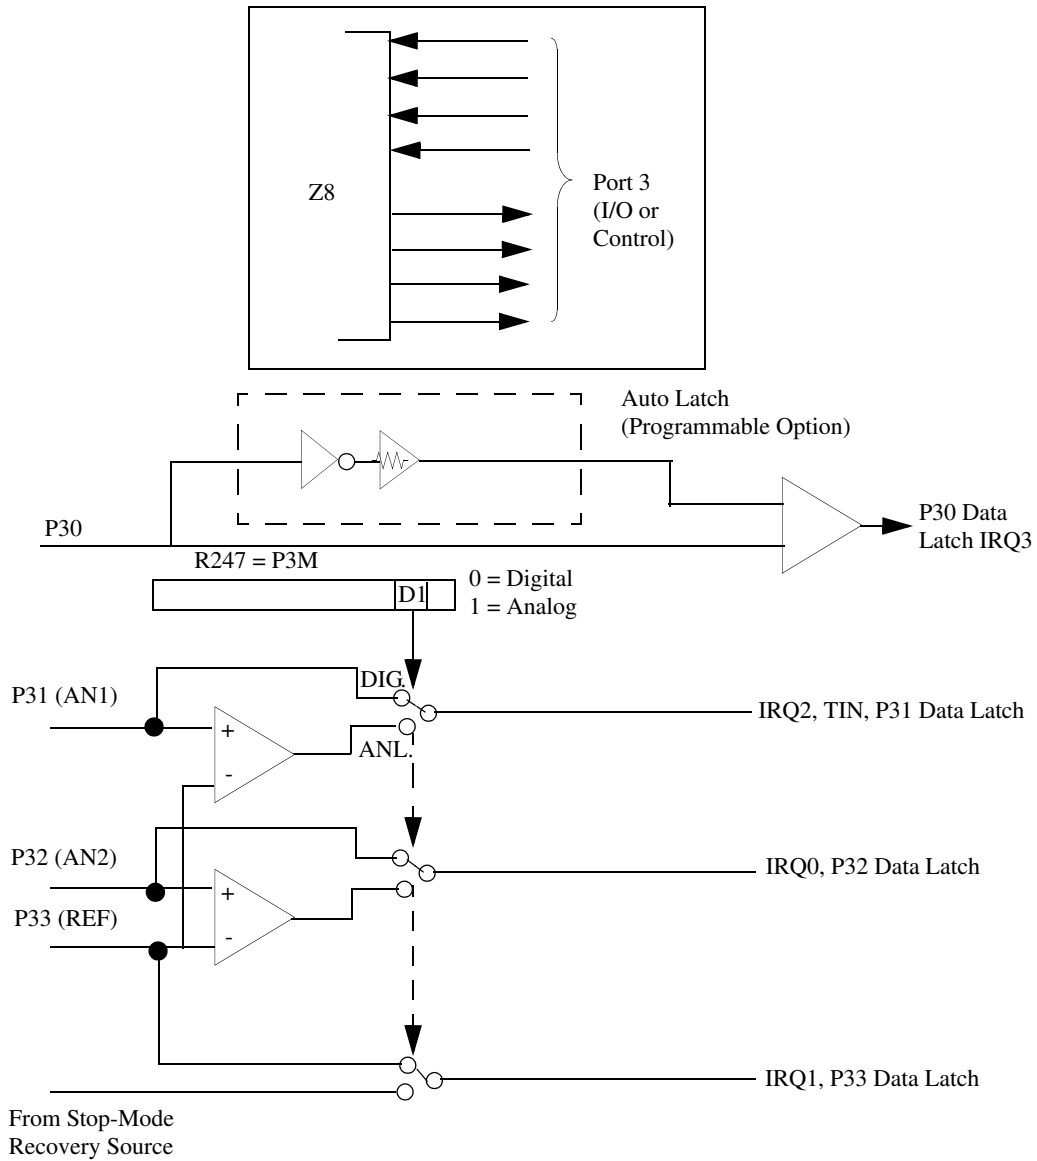 Z8
Port 3
(I/O or
Control)
Auto Latch
(Programmable Option)
P30
P30 Data
Latch IRQ3
R247 = P3M
D1
0 = Digital
1 = Analog
DIG.
P31 (AN1)
IRQ2, TIN, P31 Data Latch
+
ANL.
-
P32 (AN2)
IRQ0, P32 Data Latch
+
P33 (REF)
-
IRQ1, P33 Data Latch
From Stop-Mode
Recovery Source